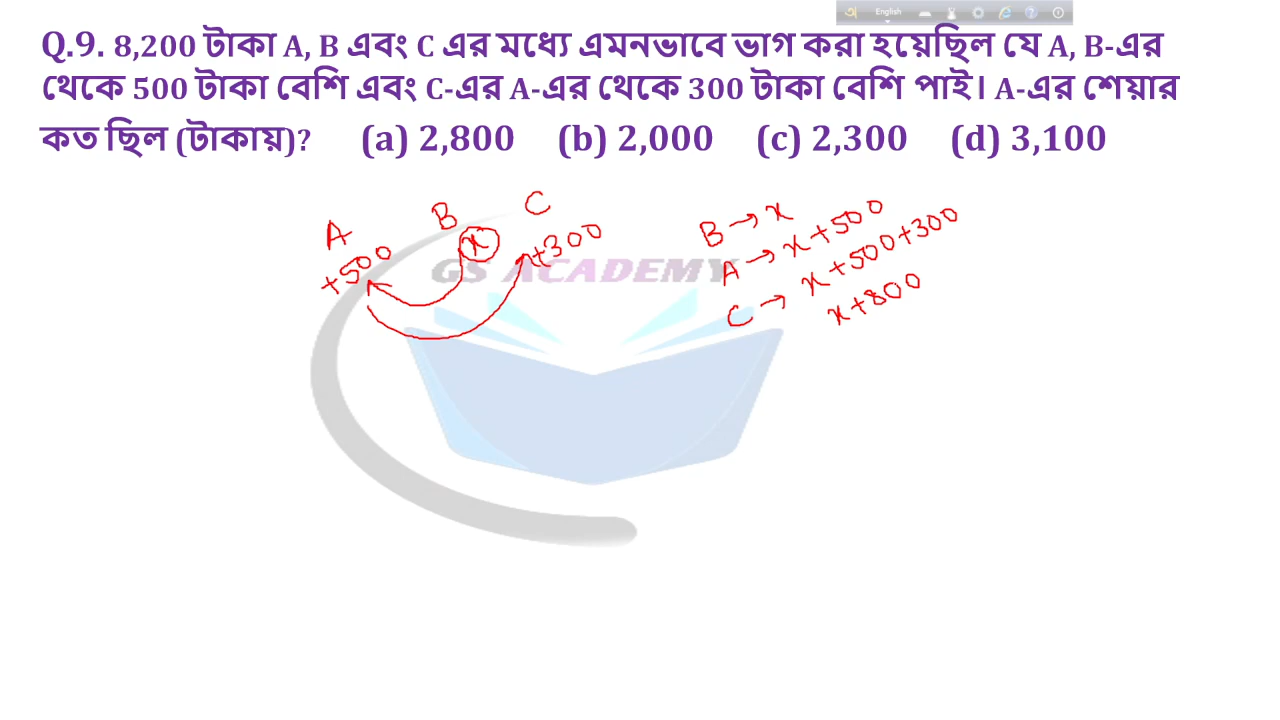 English
Q.9. 8,200 টাকা A, B এবং C এর মধ্যে এমনভাবে ভাগ করা হয়েছিল যে A, B-এর
থেকে 500 টাকা বেশি এবং C-এর A-এর থেকে 300 টাকা বেশি পাই। A-এর শেয়ার
কত ছিল (টাকায়)? (a) 2,800 (b) 2,000 (c) 2,300 (d) 3,100
A B C
+500 x x+300
B → x
A → x+500
C → x+500+300
x+800
GS ACADEMY